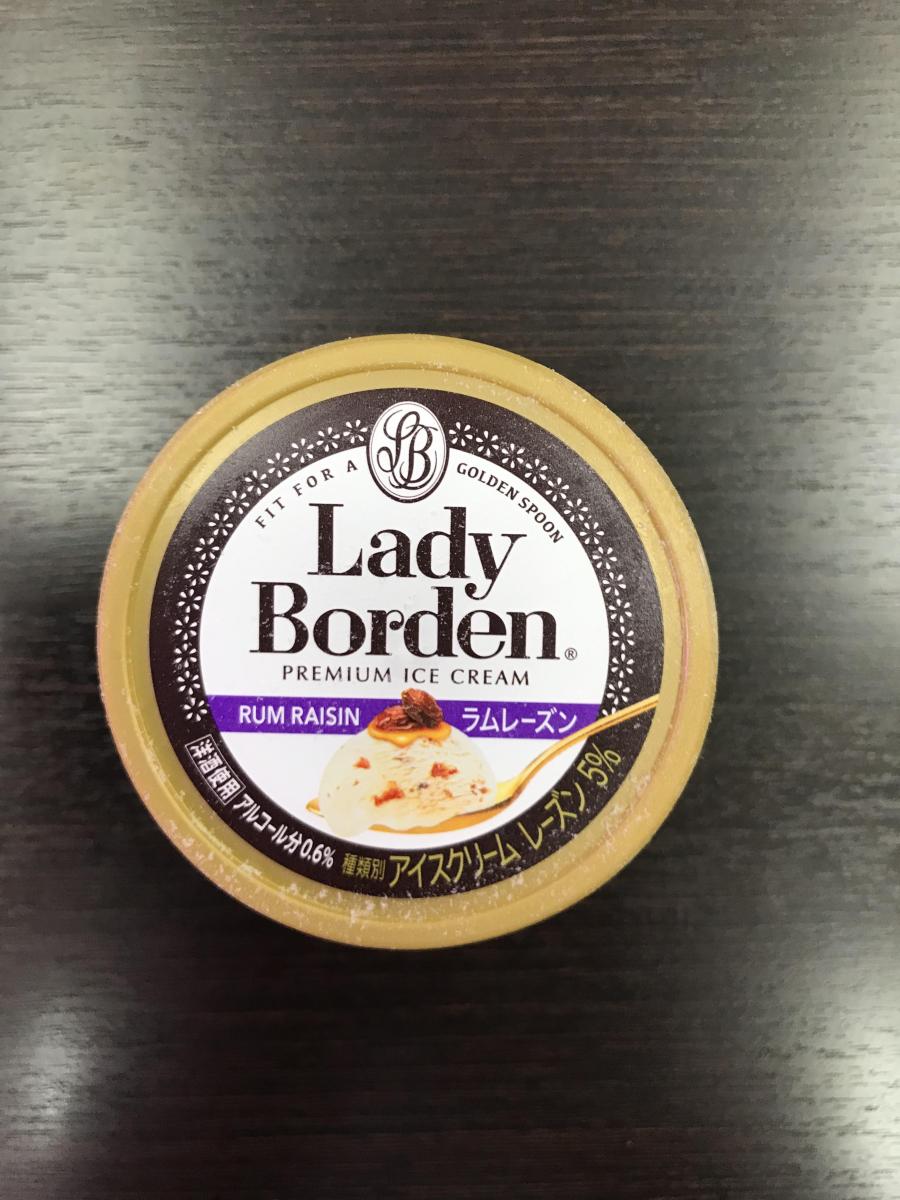 LB
FIT FOR A GOLDEN SPOON
Lady
Borden®
PREMIUM ICE CREAM
RUM RAISIN ラムレーズン
洋酒使用 アルコール分0.6% 種類別 アイスクリーム レーズン 5%